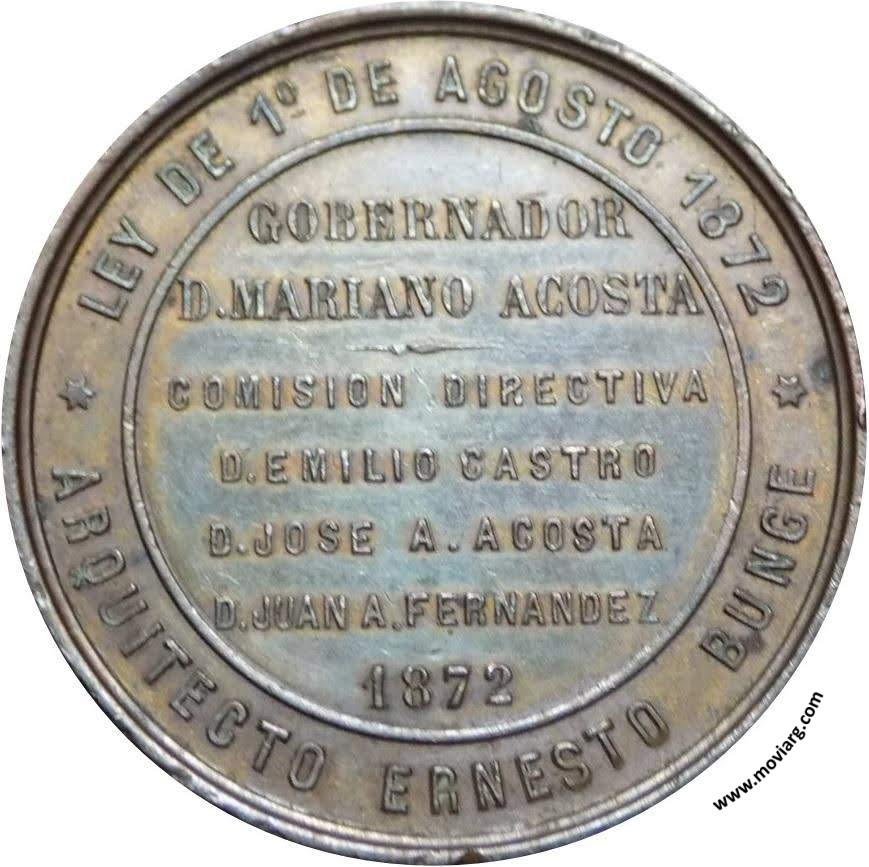 LEY DE 1º DE AGOSTO 1872
GOBERNADOR
D. MARIANO ACOSTA
COMISION DIRECTIVA
D. EMILIO CASTRO
D. JOSE A. ACOSTA
D. JUAN A. FERNANDEZ
1872
ARQUITECTO ERNESTO BUNGE
www.moviarg.com